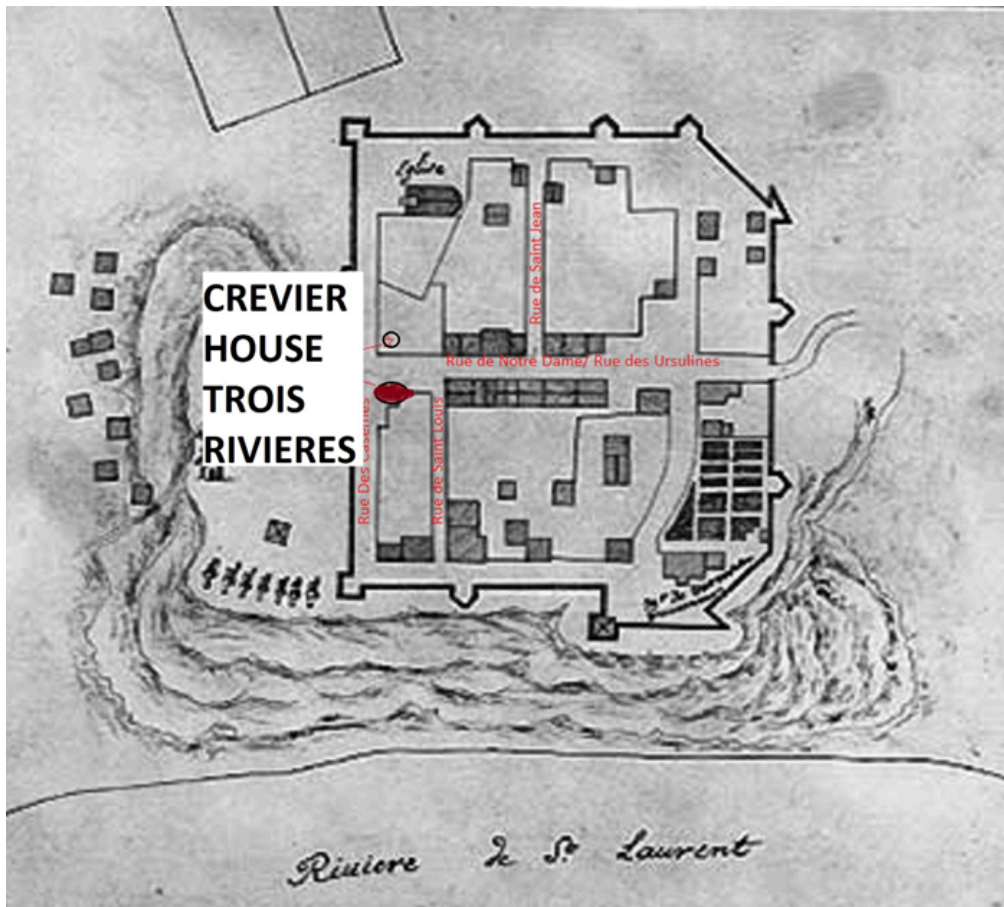 Eglise
Rue de Saint Jean
CREVIER
HOUSE
TROIS
RIVIERES
Rue de Notre Dame/ Rue des Ursulines
Rue Des Casernes
Rue de Saint Louis
Riuiere de St Laurent